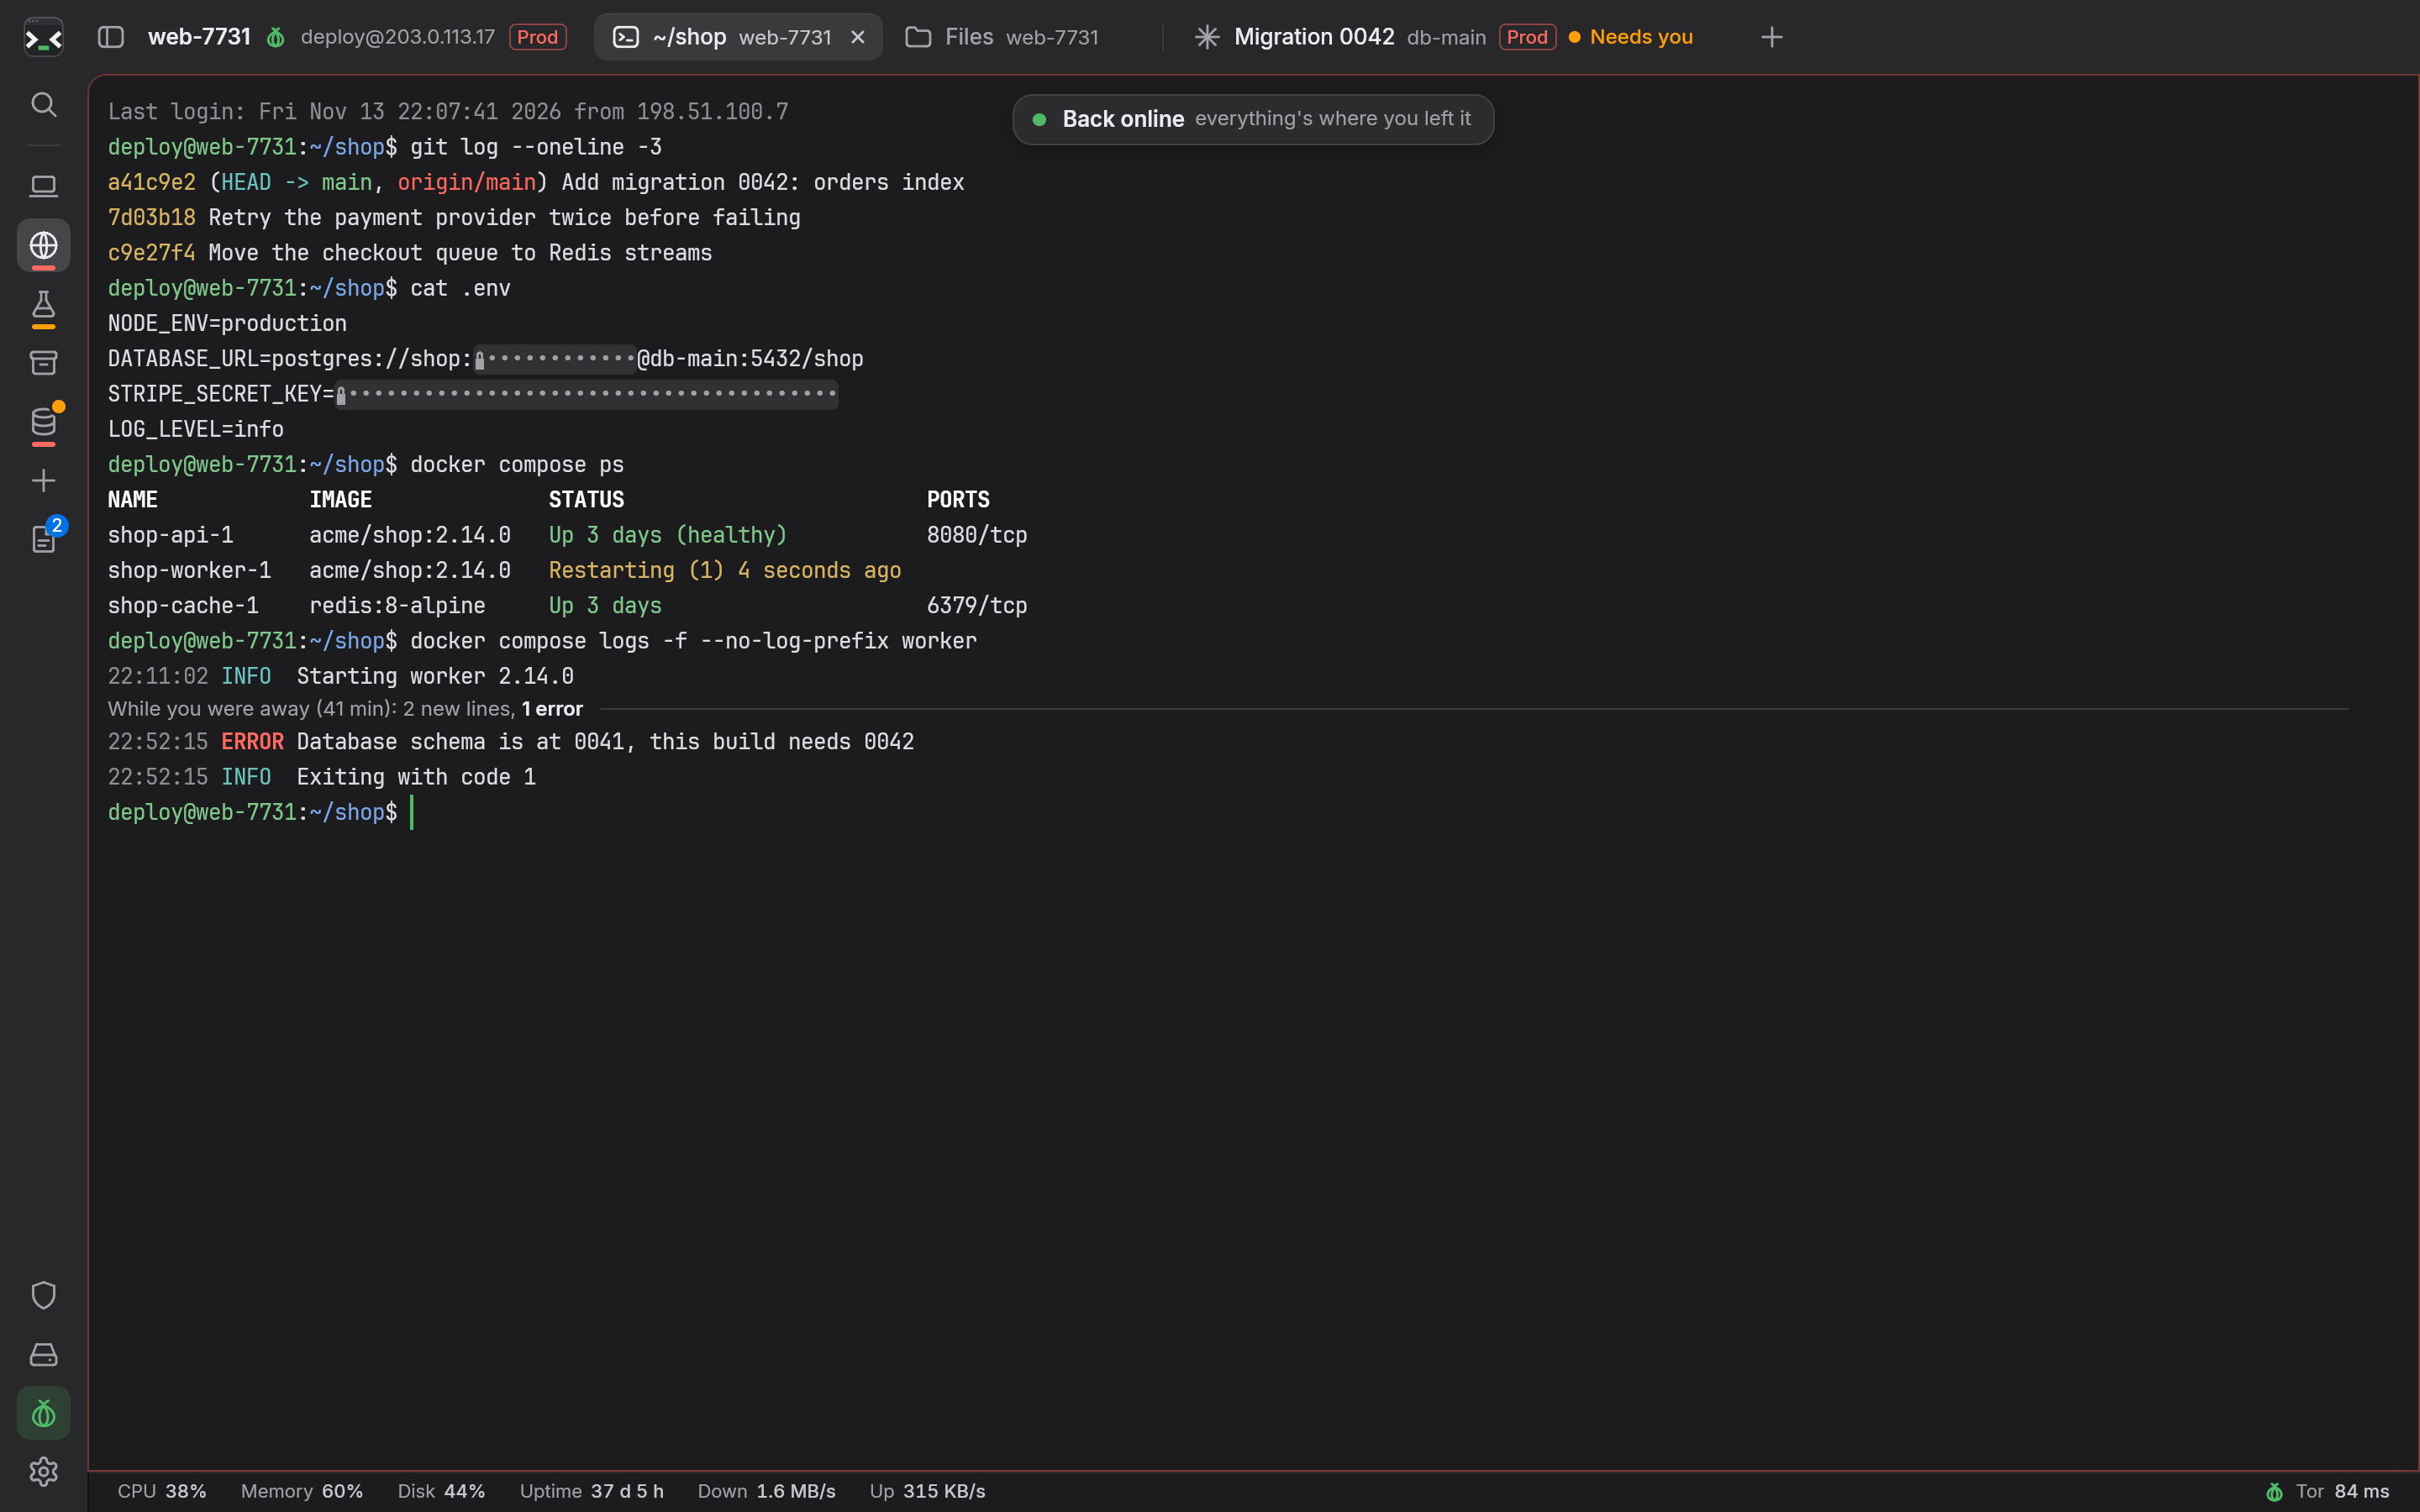 web-7731 deploy@203.0.113.17 Prod ~/shop web-7731 Files web-7731 Migration 0042 db-main Prod Needs you
Back online everything's where you left it
Last login: Fri Nov 13 22:07:41 2026 from 198.51.100.7
deploy@web-7731:~/shop$ git log --oneline -3
a41c9e2 (HEAD -> main, origin/main) Add migration 0042: orders index
7d03b18 Retry the payment provider twice before failing
c9e27f4 Move the checkout queue to Redis streams
deploy@web-7731:~/shop$ cat .env
NODE_ENV=production
DATABASE_URL=postgres://shop:••••••••••••@db-main:5432/shop
STRIPE_SECRET_KEY=•••••••••••••••••••••••••••••••••••••••
LOG_LEVEL=info
deploy@web-7731:~/shop$ docker compose ps
NAME IMAGE STATUS PORTS
shop-api-1 acme/shop:2.14.0 Up 3 days (healthy) 8080/tcp
shop-worker-1 acme/shop:2.14.0 Restarting (1) 4 seconds ago
shop-cache-1 redis:8-alpine Up 3 days 6379/tcp
deploy@web-7731:~/shop$ docker compose logs -f --no-log-prefix worker
22:11:02 INFO Starting worker 2.14.0
While you were away (41 min): 2 new lines, 1 error
22:52:15 ERROR Database schema is at 0041, this build needs 0042
22:52:15 INFO Exiting with code 1
deploy@web-7731:~/shop$
2
CPU 38% Memory 60% Disk 44% Uptime 37 d 5 h Down 1.6 MB/s Up 315 KB/s Tor 84 ms